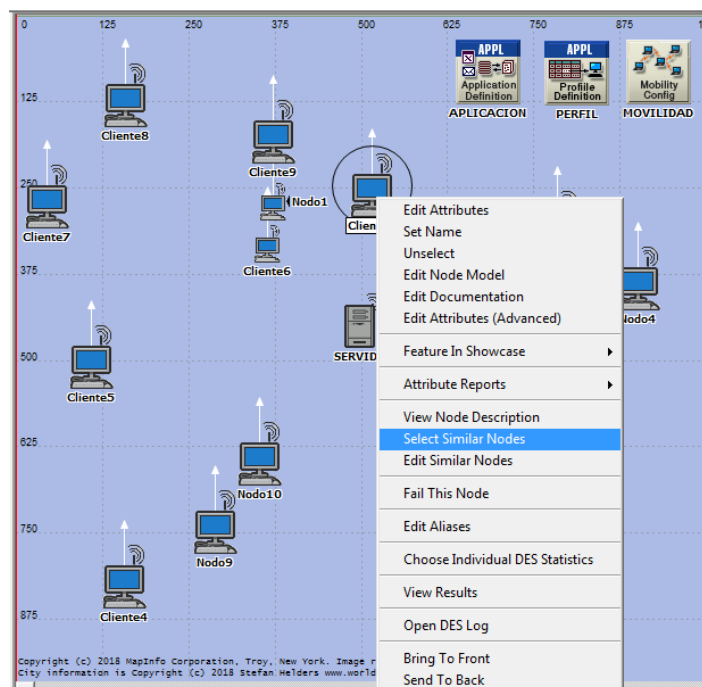 0 125 250 375 500 625 750 875
APPL APPL
Application Definition
Profile Definition
Mobility Config
APLICACION PERFIL MOVILIDAD
125
Cliente8
Cliente9
250
Nodo1
Clien
Cliente7
Cliente6
375
Nodo4
SERVID
500
Cliente5
625
Nodo10
750
Nodo9
Cliente4
875
Edit Attributes
Set Name
Unselect
Edit Node Model
Edit Documentation
Edit Attributes (Advanced)
Feature In Showcase
Attribute Reports
View Node Description
Select Similar Nodes
Edit Similar Nodes
Fail This Node
Edit Aliases
Choose Individual DES Statistics
View Results
Open DES Log
Bring To Front
Send To Back
Copyright (c) 2018 MapInfo Corporation, Troy, New York. Image r
City information is Copyright (c) 2018 Stefan Helders www.world